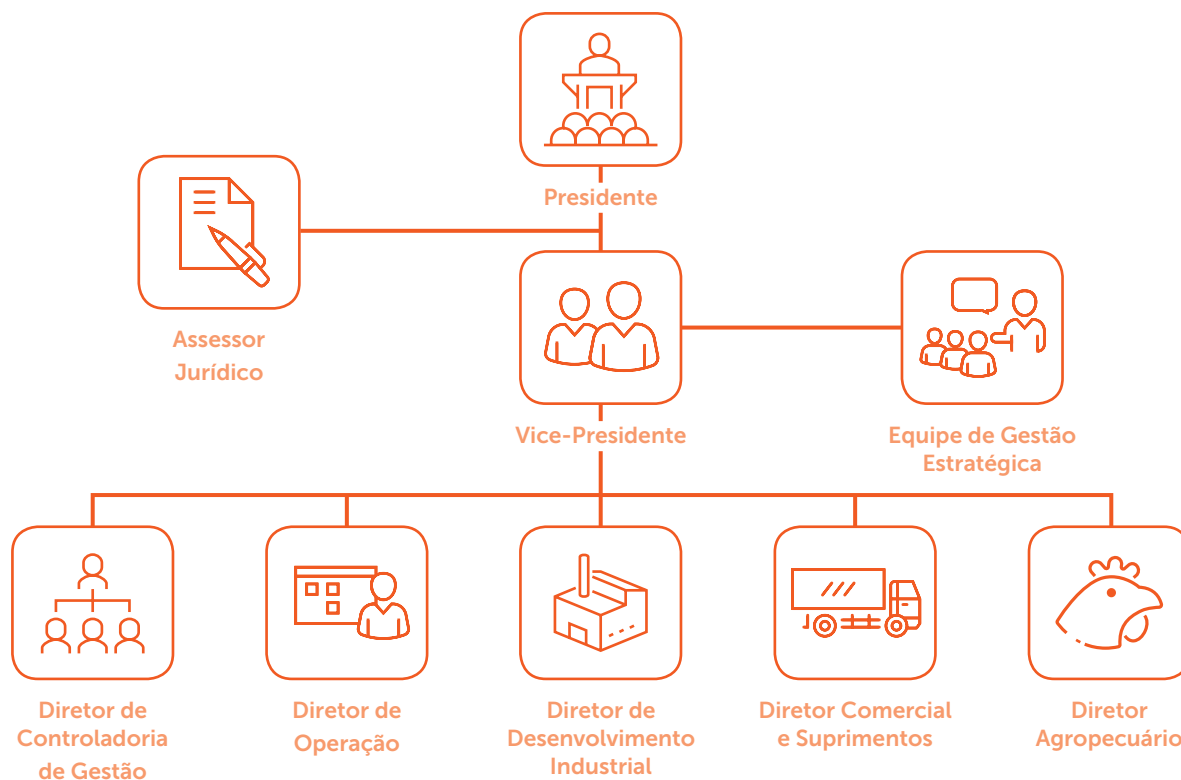 Presidente
Assessor
Jurídico
Vice-Presidente
Equipe de Gestão
Estratégica
Diretor de
Controladoria
de Gestão
Diretor de
Operação
Diretor de
Desenvolvimento
Industrial
Diretor Comercial
e Suprimentos
Diretor
Agropecuário